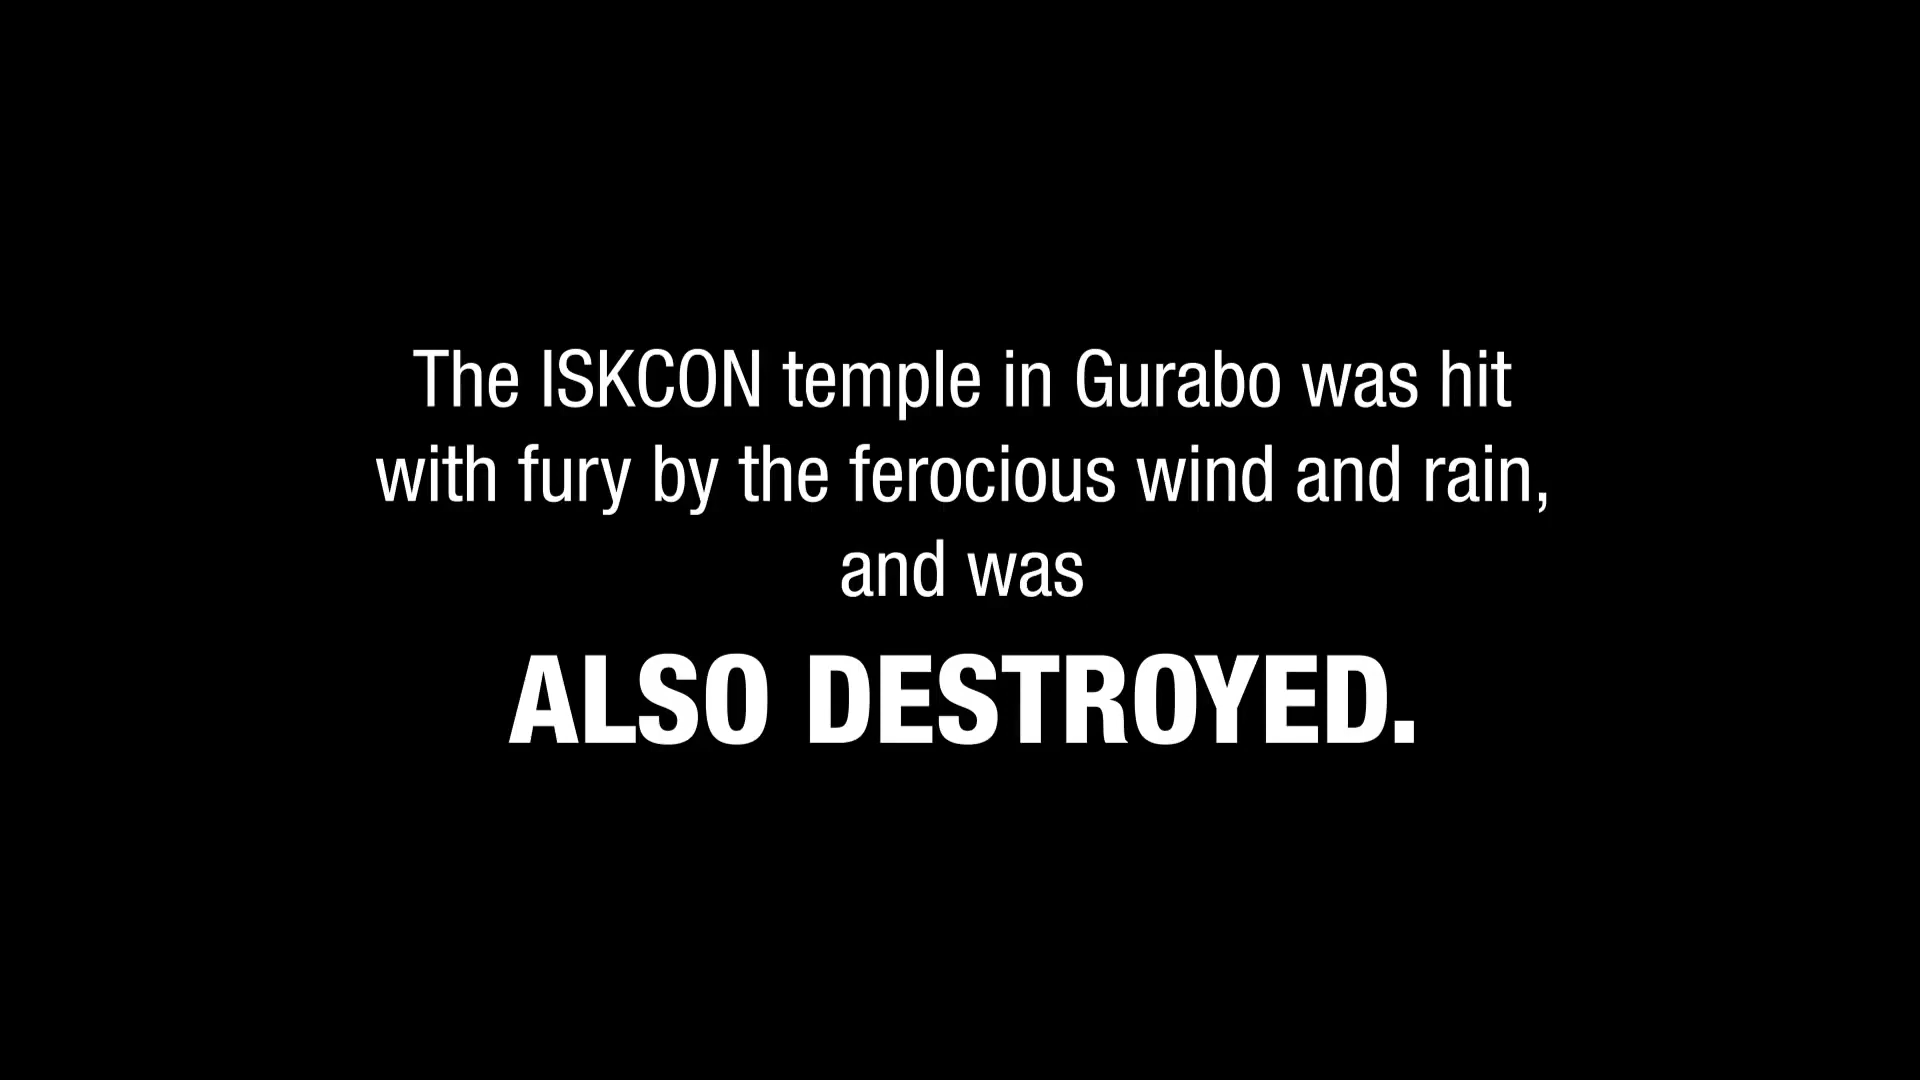 The ISKCON temple in Gurabo was hit
with fury by the ferocious wind and rain,
and was
ALSO DESTROYED.